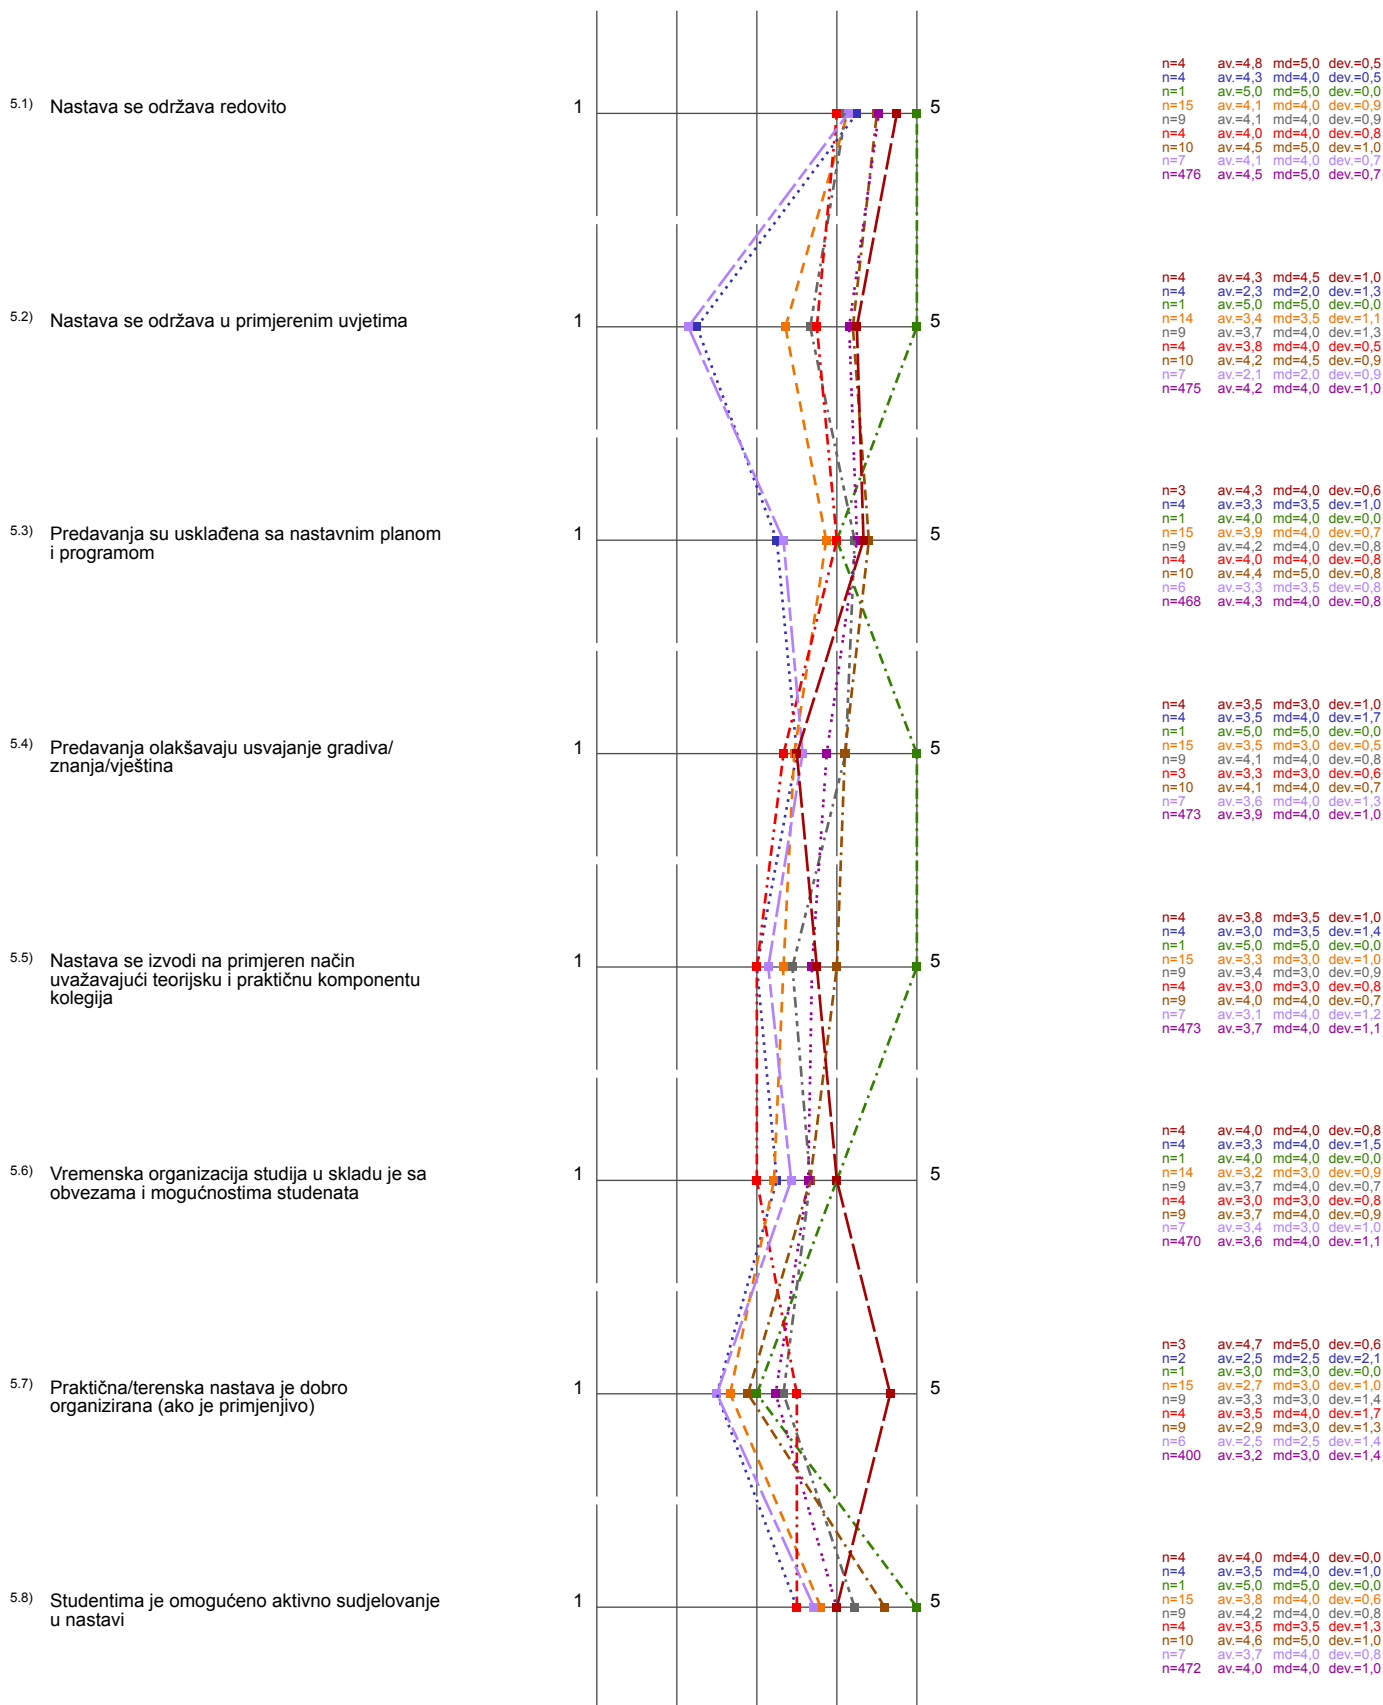 5.1) Nastava se održava redovito
1
5
n=4 av.=4,8 md=5,0 dev.=0,5
n=4 av.=4,3 md=4,0 dev.=0,5
n=1 av.=5,0 md=5,0 dev.=0,0
n=15 av.=4,1 md=4,0 dev.=0,9
n=9 av.=4,1 md=4,0 dev.=0,9
n=4 av.=4,0 md=4,0 dev.=0,8
n=10 av.=4,5 md=5,0 dev.=1,0
n=7 av.=4,1 md=4,0 dev.=0,7
n=476 av.=4,5 md=5,0 dev.=0,7
5.2) Nastava se održava u primjerenim uvjetima
1
5
n=4 av.=4,3 md=4,5 dev.=1,0
n=4 av.=2,3 md=2,0 dev.=1,3
n=1 av.=5,0 md=5,0 dev.=0,0
n=14 av.=3,4 md=3,5 dev.=1,1
n=9 av.=3,7 md=4,0 dev.=1,3
n=4 av.=3,8 md=4,0 dev.=0,5
n=10 av.=4,2 md=4,5 dev.=0,9
n=7 av.=2,1 md=2,0 dev.=0,9
n=475 av.=4,2 md=4,0 dev.=1,0
5.3) Predavanja su usklađena sa nastavnim planom
i programom
1
5
n=3 av.=4,3 md=4,0 dev.=0,6
n=4 av.=3,3 md=3,5 dev.=1,0
n=1 av.=4,0 md=4,0 dev.=0,0
n=15 av.=3,9 md=4,0 dev.=0,7
n=9 av.=4,2 md=4,0 dev.=0,8
n=4 av.=4,0 md=4,0 dev.=0,8
n=10 av.=4,4 md=5,0 dev.=0,8
n=6 av.=3,3 md=3,5 dev.=0,8
n=468 av.=4,3 md=4,0 dev.=0,8
5.4) Predavanja olakšavaju usvajanje gradiva/
znanja/vještina
1
5
n=4 av.=3,5 md=3,0 dev.=1,0
n=4 av.=3,5 md=4,0 dev.=1,7
n=1 av.=5,0 md=5,0 dev.=0,0
n=15 av.=3,5 md=3,0 dev.=0,5
n=9 av.=4,1 md=4,0 dev.=0,8
n=3 av.=3,3 md=3,0 dev.=0,6
n=10 av.=4,1 md=4,0 dev.=0,7
n=7 av.=3,6 md=4,0 dev.=1,3
n=473 av.=3,9 md=4,0 dev.=1,0
5.5) Nastava se izvodi na primjeren način
uvažavajući teorijsku i praktičnu komponentu
kolegija
1
5
n=4 av.=3,8 md=3,5 dev.=1,0
n=4 av.=3,0 md=3,5 dev.=1,4
n=1 av.=5,0 md=5,0 dev.=0,0
n=15 av.=3,3 md=3,0 dev.=1,0
n=9 av.=3,4 md=3,0 dev.=0,9
n=4 av.=3,0 md=3,0 dev.=0,8
n=9 av.=4,0 md=4,0 dev.=0,7
n=7 av.=3,1 md=4,0 dev.=1,2
n=473 av.=3,7 md=4,0 dev.=1,1
5.6) Vremenska organizacija studija u skladu je sa
obvezama i mogućnostima studenata
1
5
n=4 av.=4,0 md=4,0 dev.=0,8
n=4 av.=3,3 md=4,0 dev.=1,5
n=1 av.=4,0 md=4,0 dev.=0,0
n=14 av.=3,2 md=3,0 dev.=0,9
n=9 av.=3,7 md=4,0 dev.=0,7
n=4 av.=3,0 md=3,0 dev.=0,8
n=9 av.=3,7 md=4,0 dev.=0,9
n=7 av.=3,4 md=3,0 dev.=1,0
n=470 av.=3,6 md=4,0 dev.=1,1
5.7) Praktična/terenska nastava je dobro
organizirana (ako je primjenjivo)
1
5
n=3 av.=4,7 md=5,0 dev.=0,6
n=2 av.=2,5 md=2,5 dev.=2,1
n=1 av.=3,0 md=3,0 dev.=0,0
n=15 av.=2,7 md=3,0 dev.=1,0
n=9 av.=3,3 md=3,0 dev.=1,4
n=4 av.=3,5 md=4,0 dev.=1,7
n=9 av.=2,9 md=3,0 dev.=1,3
n=6 av.=2,5 md=2,5 dev.=1,4
n=400 av.=3,2 md=3,0 dev.=1,4
5.8) Studentima je omogućeno aktivno sudjelovanje
u nastavi
1
5
n=4 av.=4,0 md=4,0 dev.=0,0
n=4 av.=3,5 md=4,0 dev.=1,0
n=1 av.=5,0 md=5,0 dev.=0,0
n=15 av.=3,8 md=4,0 dev.=0,6
n=9 av.=4,2 md=4,0 dev.=0,8
n=4 av.=3,5 md=3,5 dev.=1,3
n=10 av.=4,6 md=5,0 dev.=1,0
n=7 av.=3,7 md=4,0 dev.=0,8
n=472 av.=4,0 md=4,0 dev.=1,0